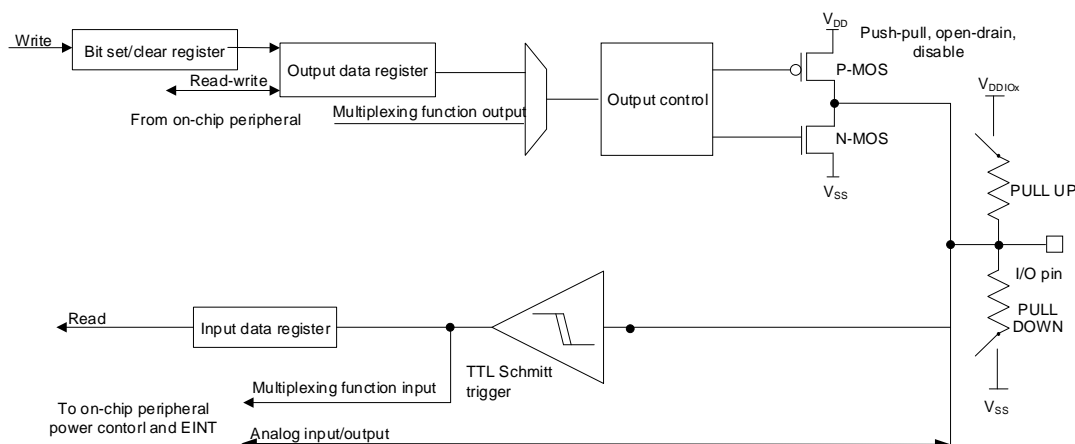 Write
Bit set/clear register
Read-write
From on-chip peripheral
Output data register
Multiplexing function output
Output control
VDD
P-MOS
N-MOS
VSS
Push-pull, open-drain,
disable
VDDIOx
PULL UP
I/O pin
PULL
DOWN
VSS
Read
Input data register
TTL Schmitt
trigger
Multiplexing function input
To on-chip peripheral
power contorl and EINT
Analog input/output